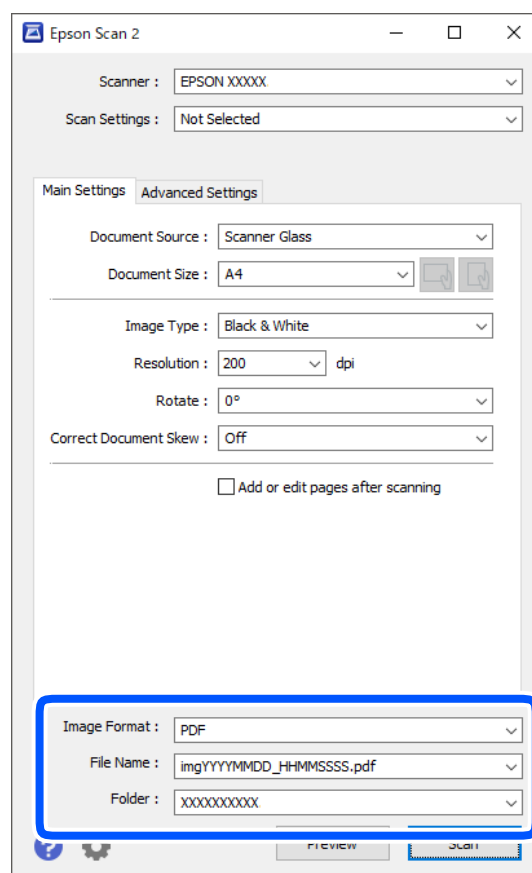 Epson Scan 2
Scanner : EPSON XXXXX
Scan Settings : Not Selected
Main Settings Advanced Settings
Document Source : Scanner Glass
Document Size : A4
Image Type : Black & White
Resolution : 200 dpi
Rotate : 0°
Correct Document Skew : Off
Add or edit pages after scanning
Image Format : PDF
File Name : imgYYYYMMDD_HHMMSSSS.pdf
Folder : XXXXXXXXXX
? Preview Scan